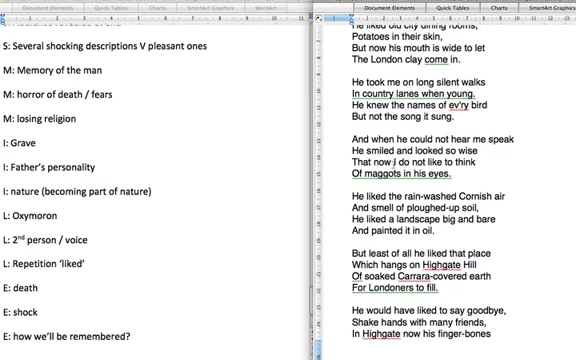 Document Elements
Quick Tables
Charts
SmartArt Graphics
WordArt
S: Several shocking descriptions V pleasant ones
M: Memory of the man
M: horror of death / fears
M: losing religion
I: Grave
I: Father's personality
I: nature (becoming part of nature)
L: Oxymoron
L: 2nd person / voice
L: Repetition 'liked'
E: death
E: shock
E: how we'll be remembered?
Document Elements
Quick Tables
Charts
SmartArt Graphics
He liked old city dining rooms,
Potatoes in their skin,
But now his mouth is wide to let
The London clay come in.
He took me on long silent walks
In country lanes when young.
He knew the names of ev'ry bird
But not the song it sung.
And when he could not hear me speak
He smiled and looked so wise
That now I do not like to think
Of maggots in his eyes.
He liked the rain-washed Cornish air
And smell of ploughed-up soil,
He liked a landscape big and bare
And painted it in oil.
But least of all he liked that place
Which hangs on Highgate Hill
Of soaked Carrara-covered earth
For Londoners to fill.
He would have liked to say goodbye,
Shake hands with many friends,
In Highgate now his finger-bones